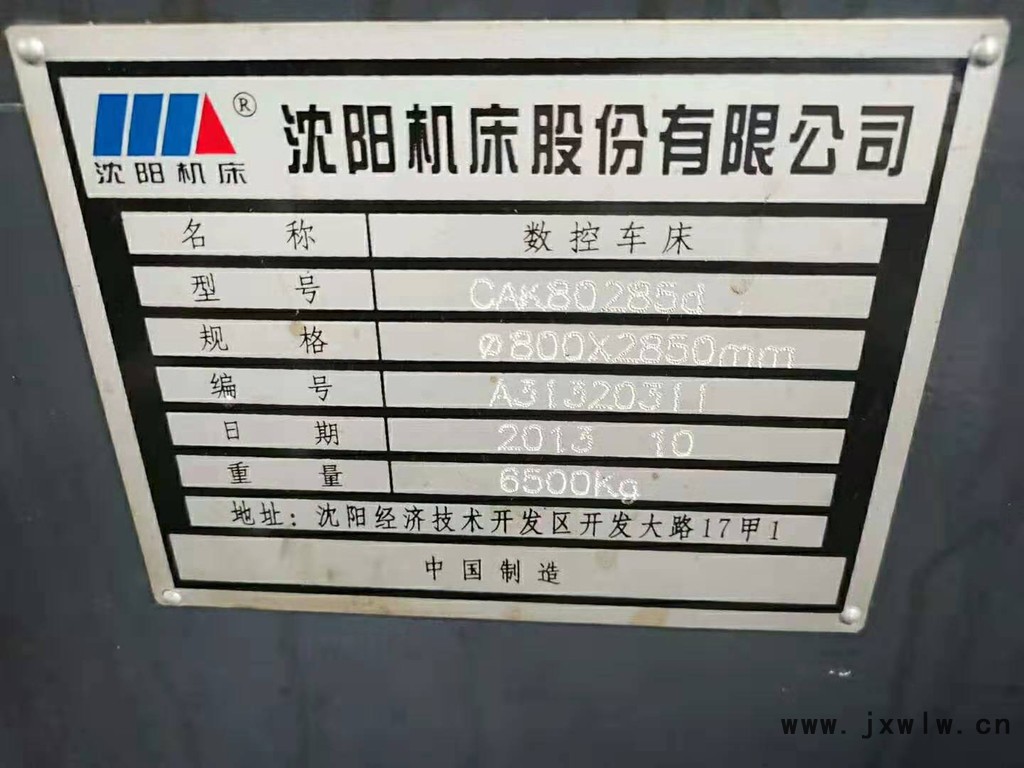 沈阳机床 ® 沈阳机床股份有限公司
名 称 数控车床
型 号 CAK80285d
规 格 ø800X2850mm
编 号 A31320311
日 期 2013 10
重 量 6500Kg
地址: 沈阳经济技术开发区开发大路17甲1
中国制造
www.jxwlw.cn